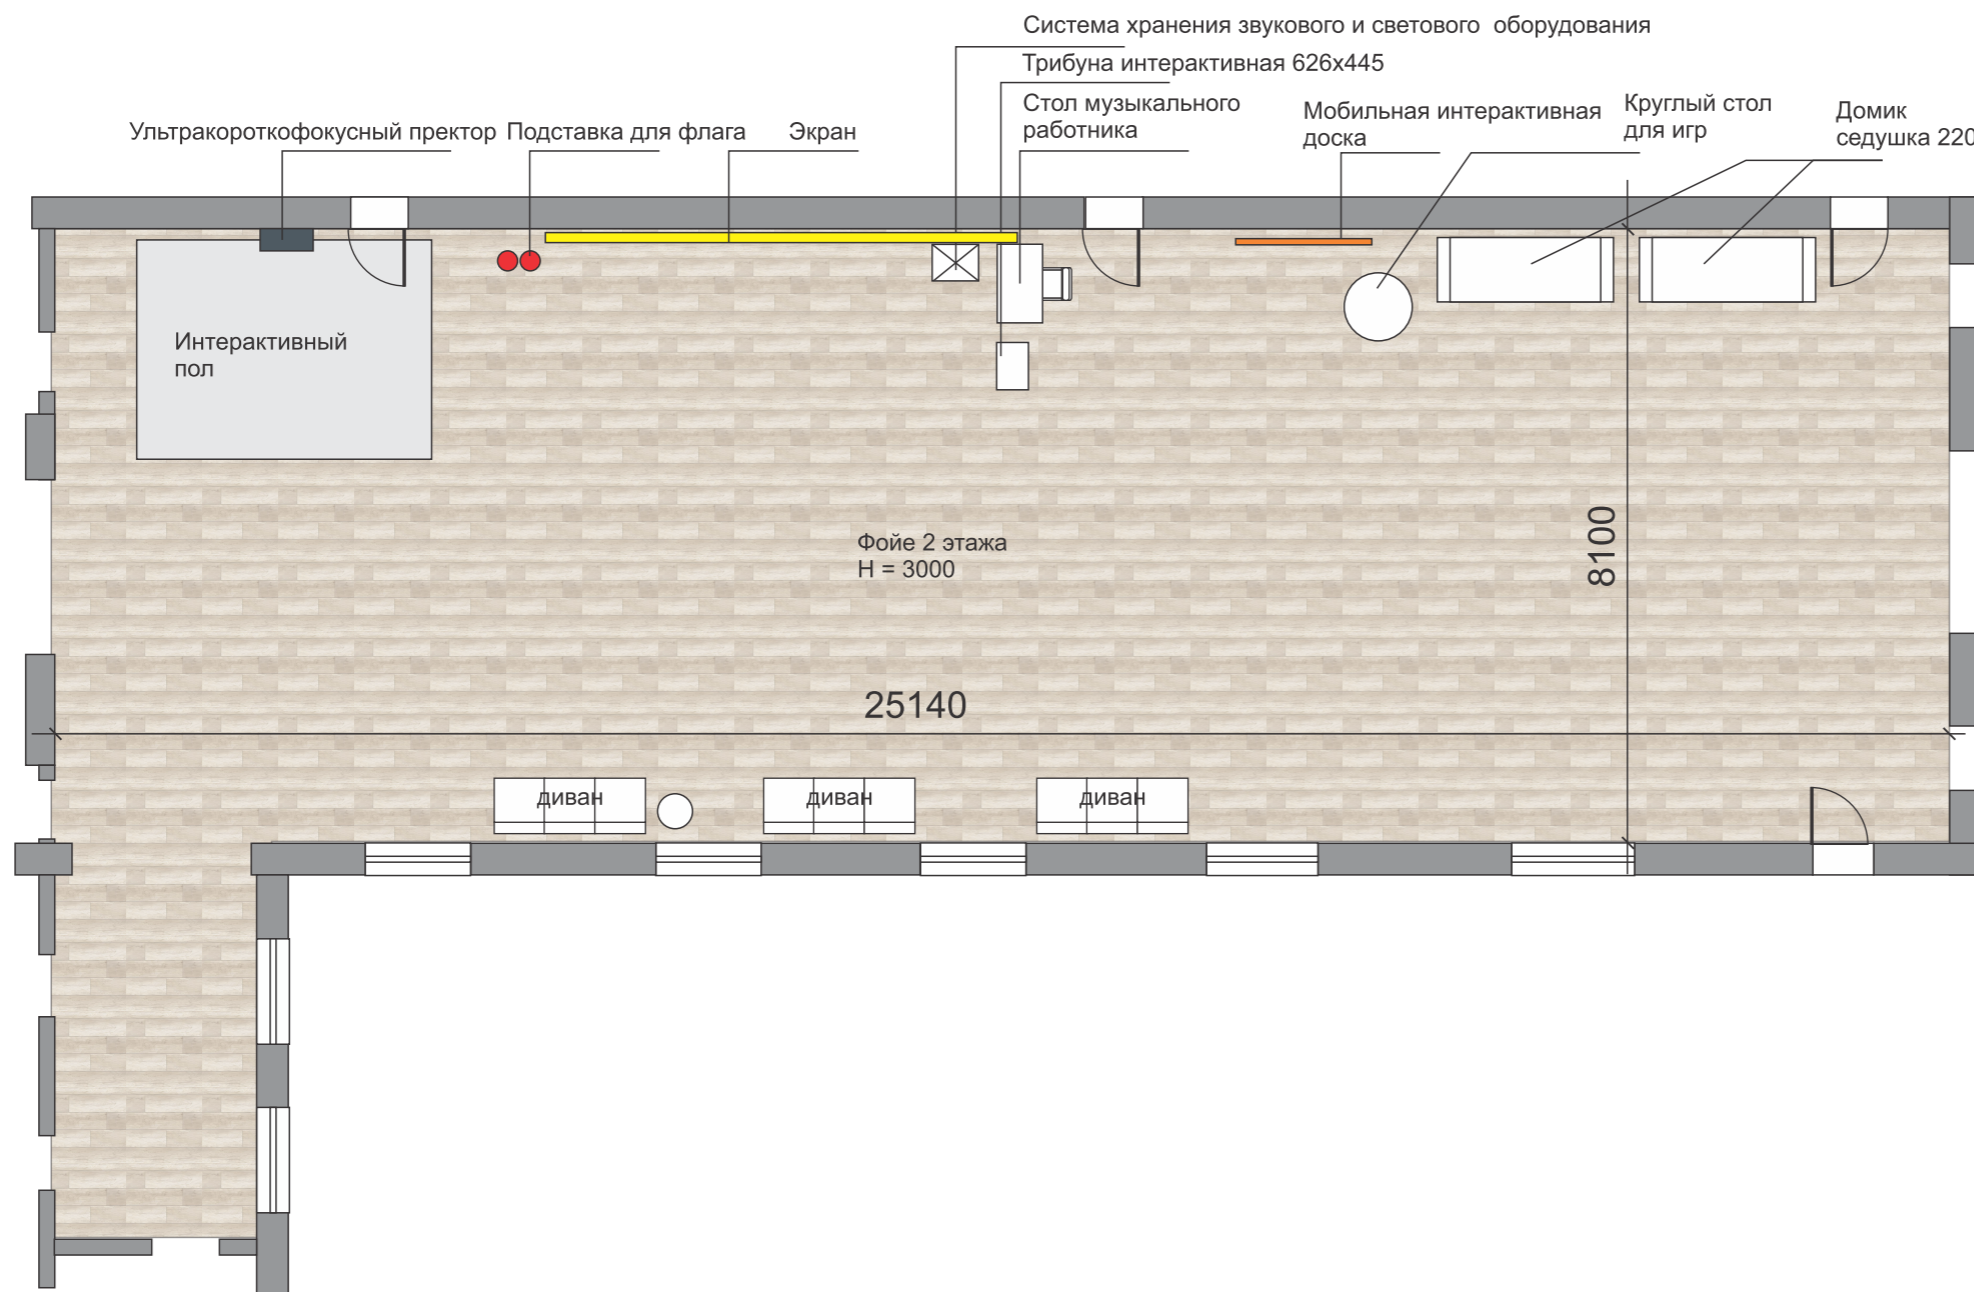 Система хранения звукового и светового  оборудования
Трибуна интерактивная 626х445
Стол музыкального
работника
Мобильная интерактивная
доска
Круглый стол
для игр
Домик
седушка 220
Ультракороткофокусный пректор
Подставка для флага
Экран
Интерактивный
пол
Фойе 2 этажа
Н = 3000
8100
25140
диван
диван
диван